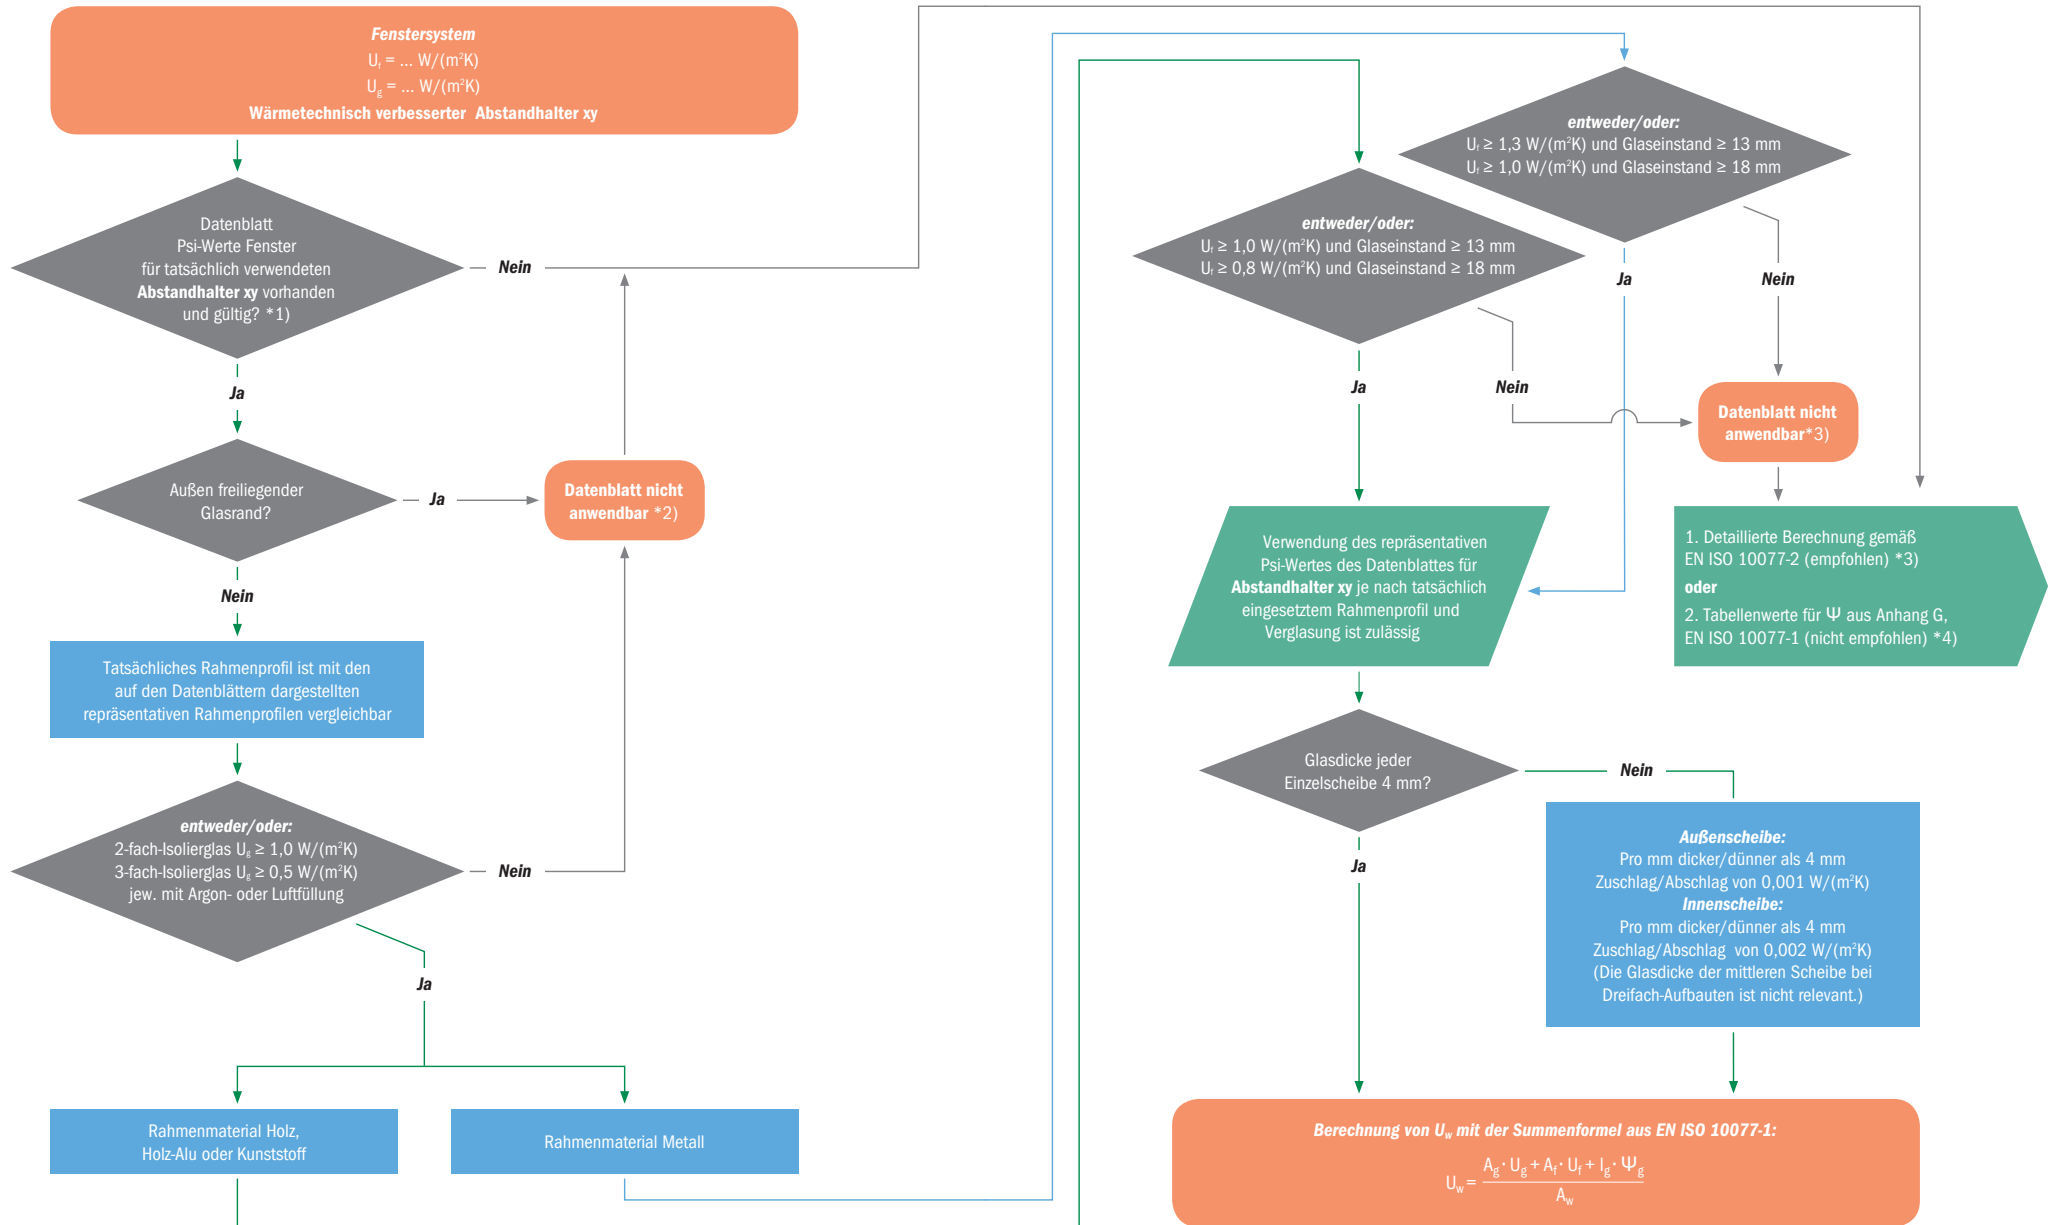 Fenstersystem
U_f = ... W/(m²K)
U_g = ... W/(m²K)
Wärmetechnisch verbesserter Abstandhalter xy
Datenblatt
Psi-Werte Fenster
für tatsächlich verwendeten
Abstandhalter xy vorhanden
und gültig? *1)
Nein
Ja
Außen freiliegender
Glasrand?
Ja
Datenblatt nicht
anwendbar *2)
Nein
Tatsächliches Rahmenprofil ist mit den
auf den Datenblättern dargestellten
repräsentativen Rahmenprofilen vergleichbar
entweder/oder:
2-fach-Isolierglas U_g ≥ 1,0 W/(m²K)
3-fach-Isolierglas U_g ≥ 0,5 W/(m²K)
jew. mit Argon- oder Luftfüllung
Nein
Ja
Rahmenmaterial Holz,
Holz-Alu oder Kunststoff
Rahmenmaterial Metall
entweder/oder:
U_f ≥ 1,3 W/(m²K) und Glaseinstand ≥ 13 mm
U_f ≥ 1,0 W/(m²K) und Glaseinstand ≥ 18 mm
entweder/oder:
U_f ≥ 1,0 W/(m²K) und Glaseinstand ≥ 13 mm
U_f ≥ 0,8 W/(m²K) und Glaseinstand ≥ 18 mm
Ja
Nein
Ja
Nein
Datenblatt nicht
anwendbar*3)
Verwendung des repräsentativen
Psi-Wertes des Datenblattes für
Abstandhalter xy je nach tatsächlich
eingesetztem Rahmenprofil und
Verglasung ist zulässig
1. Detaillierte Berechnung gemäß
EN ISO 10077-2 (empfohlen) *3)
oder
2. Tabellenwerte für Ψ aus Anhang G,
EN ISO 10077-1 (nicht empfohlen) *4)
Glasdicke jeder
Einzelscheibe 4 mm?
Nein
Ja
Außenscheibe:
Pro mm dicker/dünner als 4 mm
Zuschlag/Abschlag von 0,001 W/(m²K)
Innenscheibe:
Pro mm dicker/dünner als 4 mm
Zuschlag/Abschlag von 0,002 W/(m²K)
(Die Glasdicke der mittleren Scheibe bei
Dreifach-Aufbauten ist nicht relevant.)
Berechnung von U_w mit der Summenformel aus EN ISO 10077-1:
U_w = (A_g · U_g + A_f · U_f + l_g · Ψ_g) / A_w